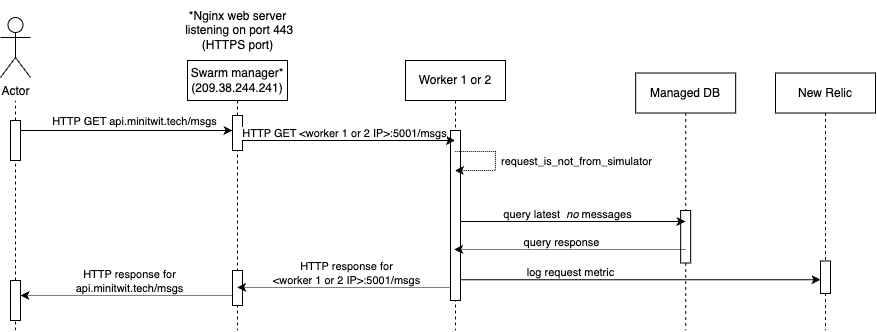 *Nginx web server
listening on port 443
(HTTPS port)
Actor
Swarm manager*
(209.38.244.241)
Worker 1 or 2
Managed DB
New Relic
HTTP GET api.minitwit.tech/msgs
HTTP GET <worker 1 or 2 IP>:5001/msgs
request_is_not_from_simulator
query latest no messages
query response
HTTP response for
<worker 1 or 2 IP>:5001/msgs
log request metric
HTTP response for
api.minitwit.tech/msgs